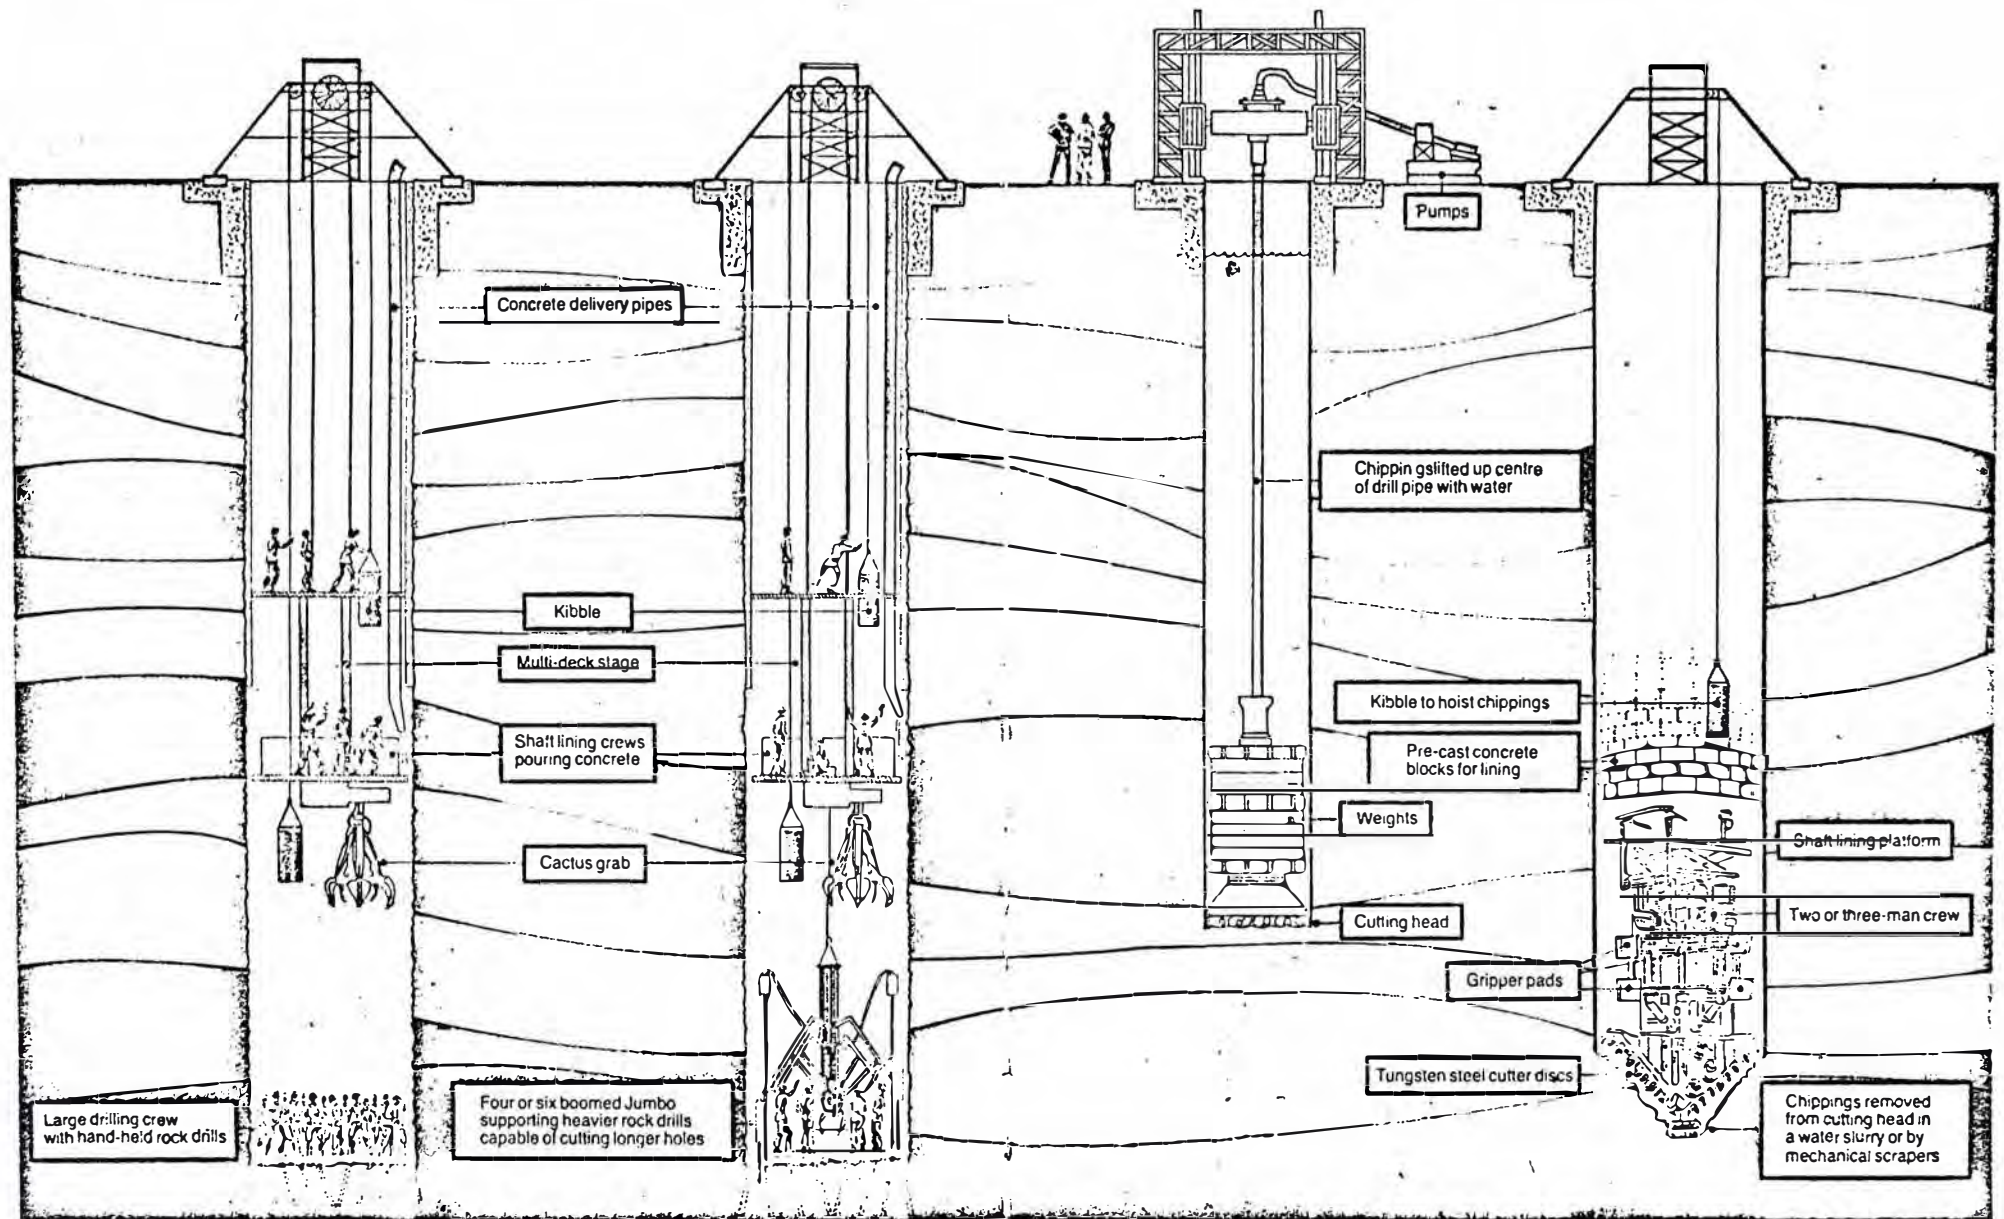 Pumps
Concrete delivery pipes
Chippin gslifted up centre
of drill pipe with water
Kibble
Multi-deck stage
Kibble to hoist chippings
Shaft lining crews
pouring concrete
Pre-cast concrete
blocks for lining
Weights
Shaft lining platform
Cactus grab
Two or three-man crew
Cutting head
Gripper pads
Tungsten steel cutter discs
Large drilling crew
with hand-held rock drills
Four or six boomed Jumbo
supporting heavier rock drills
capable of cutting longer holes
Chippings removed
from cutting head in
a water slurry or by
mechanical scrapers